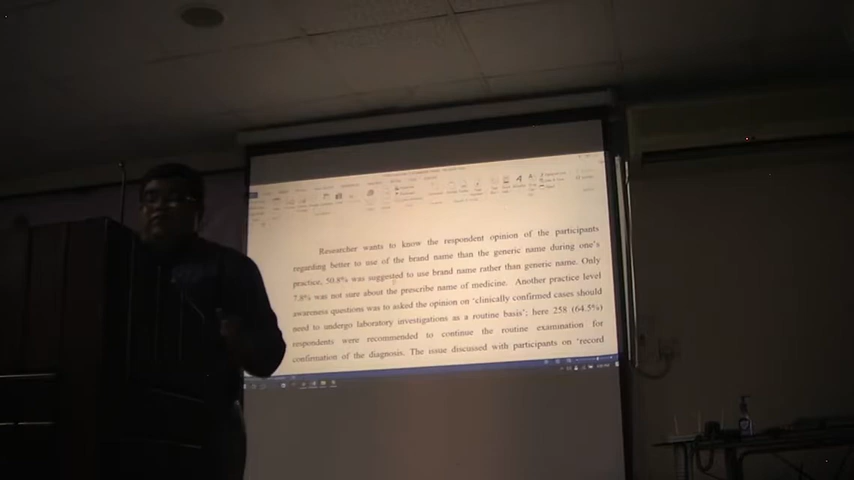 Researcher wants to know the respondent opinion of the participants
regarding better to use of the brand name than the generic name during one's
practice, 50.8% was suggested to use brand name rather than generic name. Only
7.8% was not sure about the prescribe name of medicine. Another practice level
awareness questions was to asked the opinion on 'clinically confirmed cases should
need to undergo laboratory investigations as a routine basis'; here 258 (64.5%)
respondents were recommended to continue the routine examination for
confirmation of the diagnosis. The issue discussed with participants on 'record